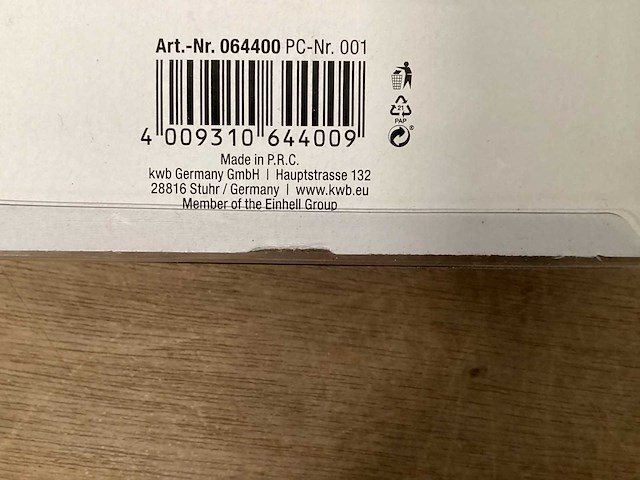 Art.-Nr. 064400 PC-Nr. 001
4 009310 644009
21
PAP
®
Made in P.R.C.
kwb Germany GmbH | Hauptstrasse 132
28816 Stuhr / Germany | www.kwb.eu
Member of the Einhell Group